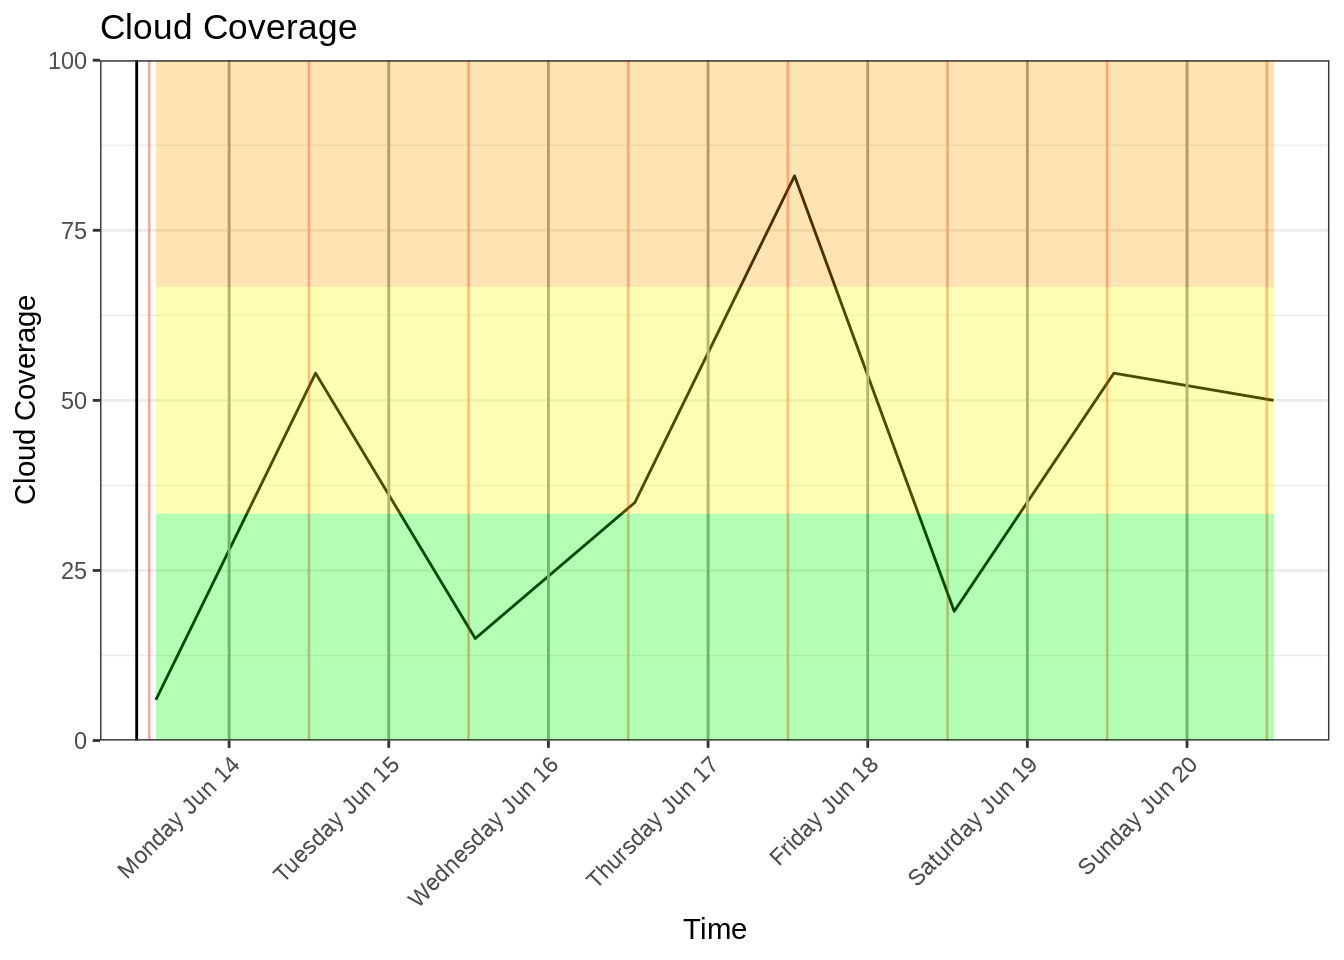 Cloud Coverage
Cloud Coverage
100
75
50
25
0
Monday Jun 14
Tuesday Jun 15
Wednesday Jun 16
Thursday Jun 17
Friday Jun 18
Saturday Jun 19
Sunday Jun 20
Time